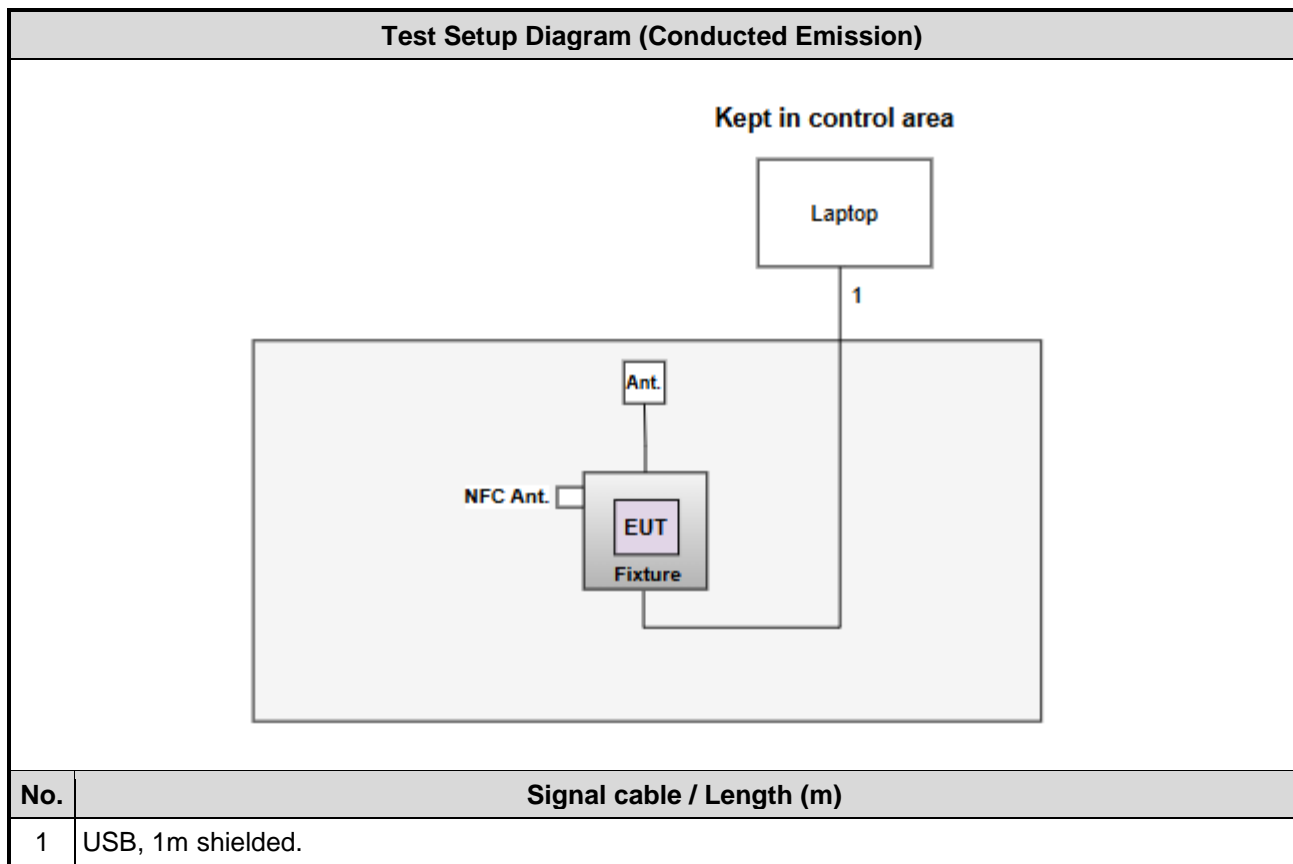 Test Setup Diagram (Conducted Emission)
Kept in control area
Laptop
1
Ant.
NFC Ant.
EUT
Fixture
No. Signal cable / Length (m)
1 USB, 1m shielded.